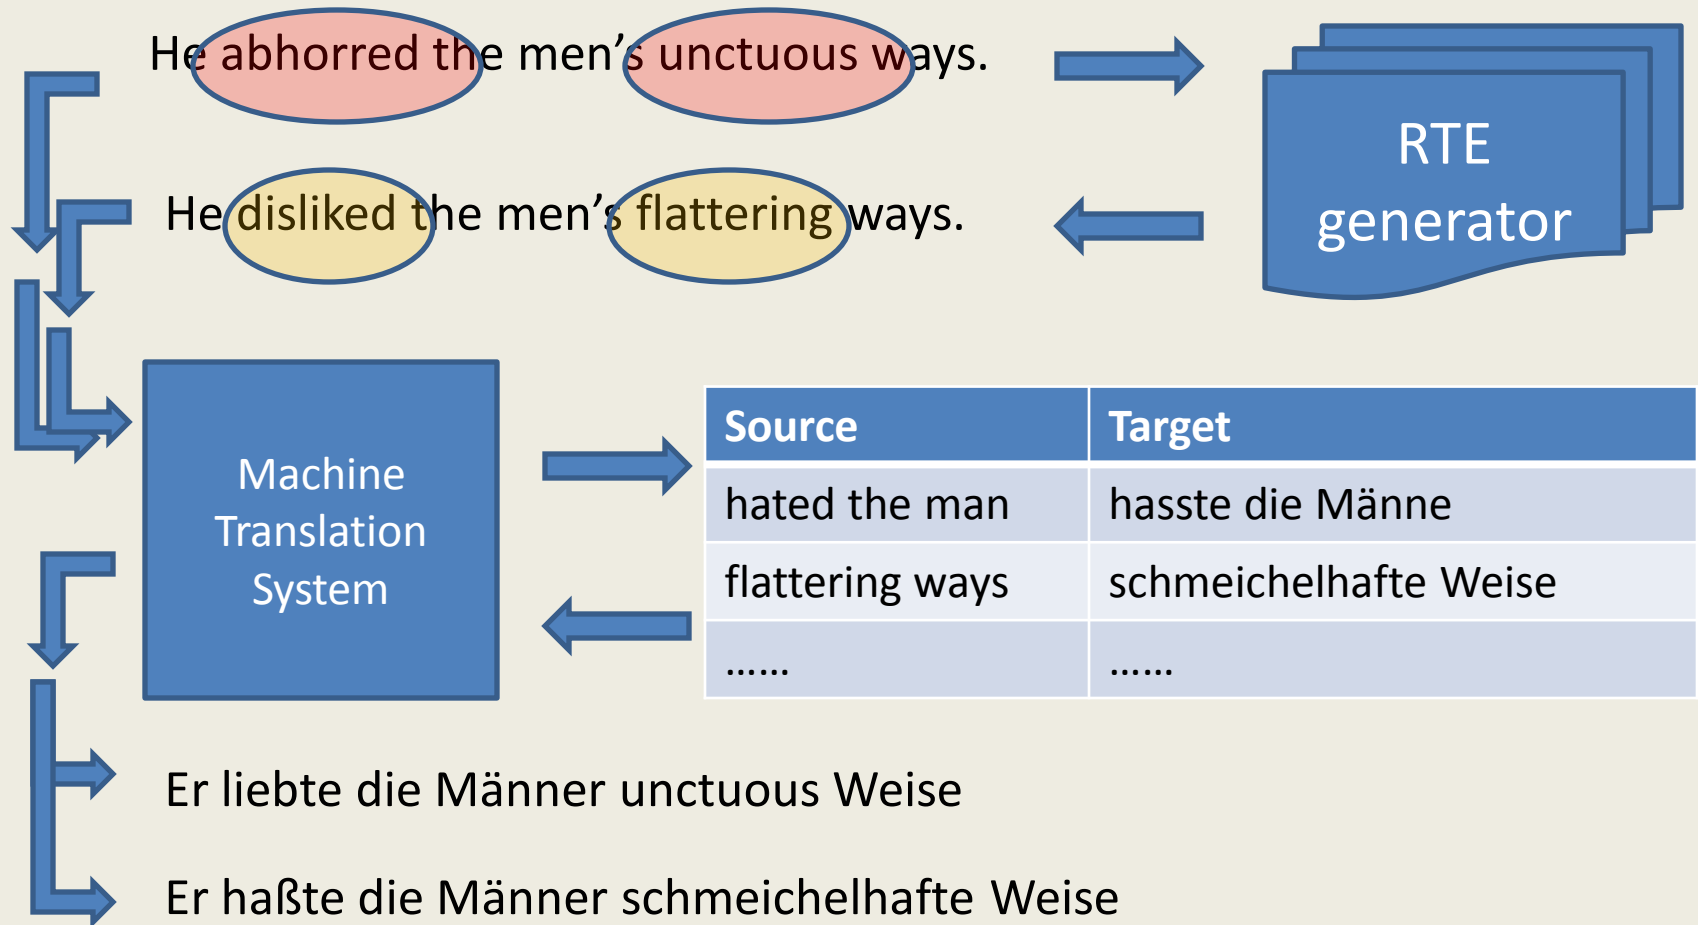 He abhorred the men’s unctuous ways.
RTE
generator
He disliked the men’s flattering ways.
Machine
Translation
System
Source Target
hated the man hasste die Männe
flattering ways schmeichelhafte Weise
...... ......
Er liebte die Männer unctuous Weise
Er haßte die Männer schmeichelhafte Weise